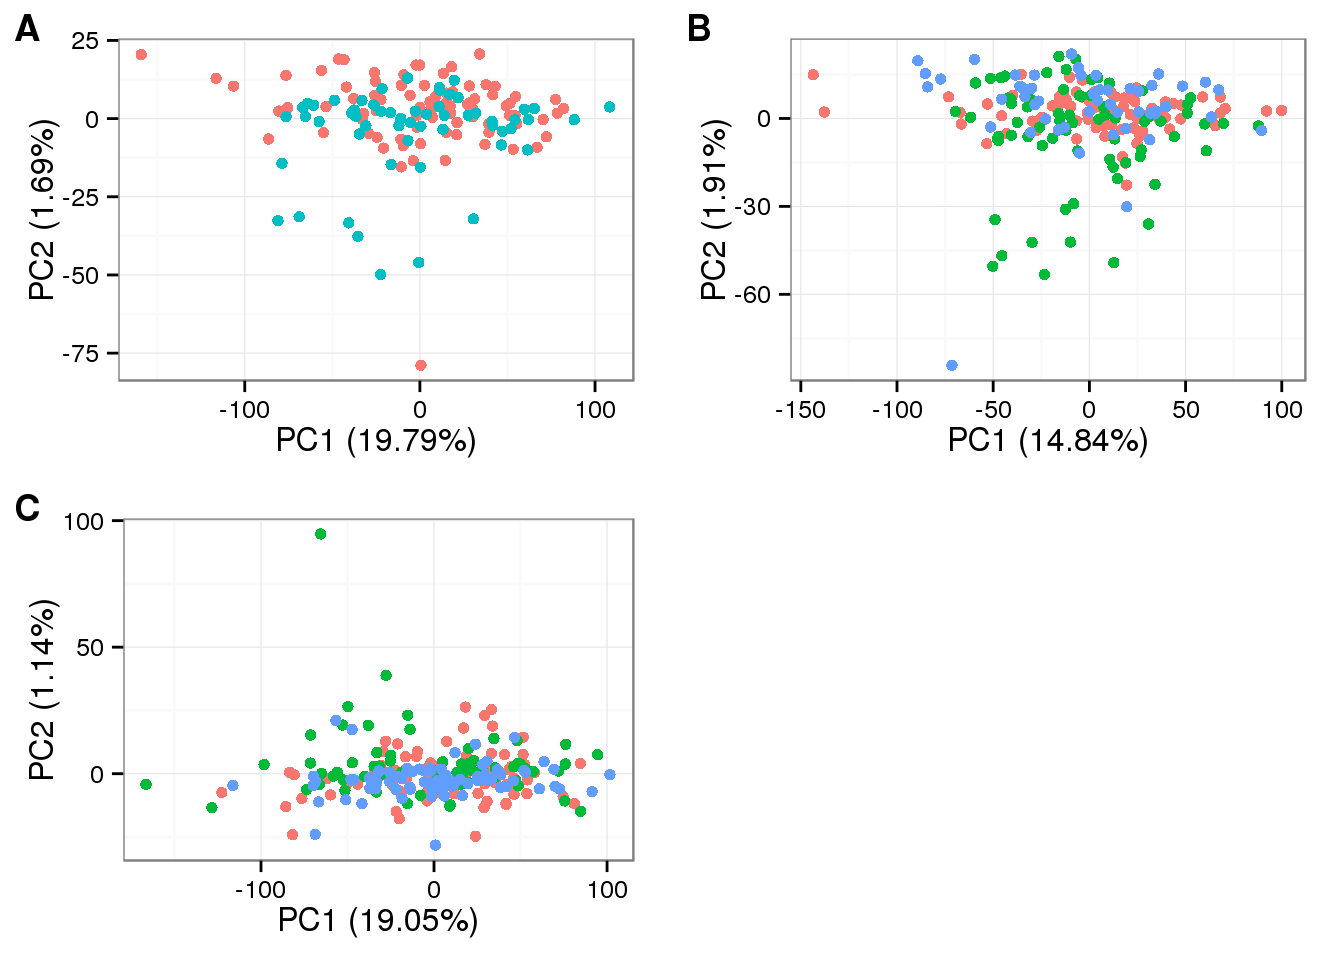 A
25
0
-25
-50
-75
PC2 (1.69%)
-100 0 100
PC1 (19.79%)
B
0
-30
-60
PC2 (1.91%)
-150 -100 -50 0 50 100
PC1 (14.84%)
C
100
50
0
PC2 (1.14%)
-100 0 100
PC1 (19.05%)